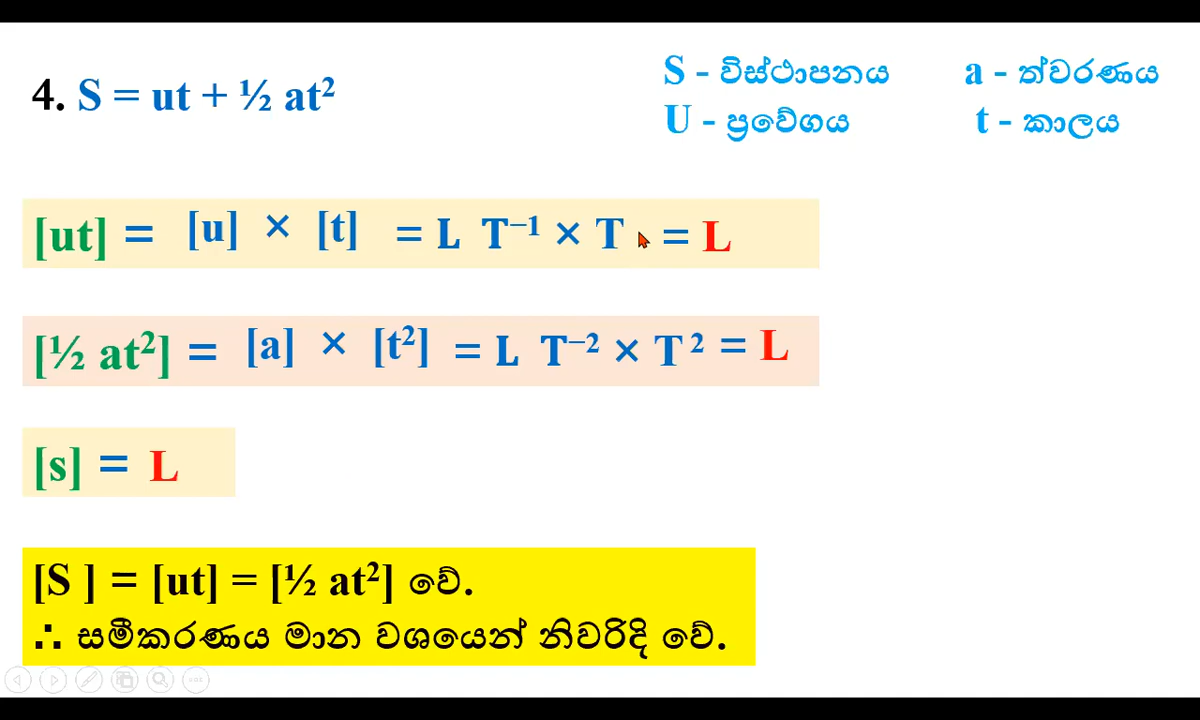 4. S = ut + ½ at²
S - විස්ථාපනය a - ත්වරණය
U - ප්‍රවේගය t - කාලය
[ut] = [u] × [t] = L T⁻¹ × T = L
[½ at²] = [a] × [t²] = L T⁻² × T ² = L
[s] = L
[S ] = [ut] = [½ at²] වේ.
∴ සමීකරණය මාන වශයෙන් නිවරිදි වේ.